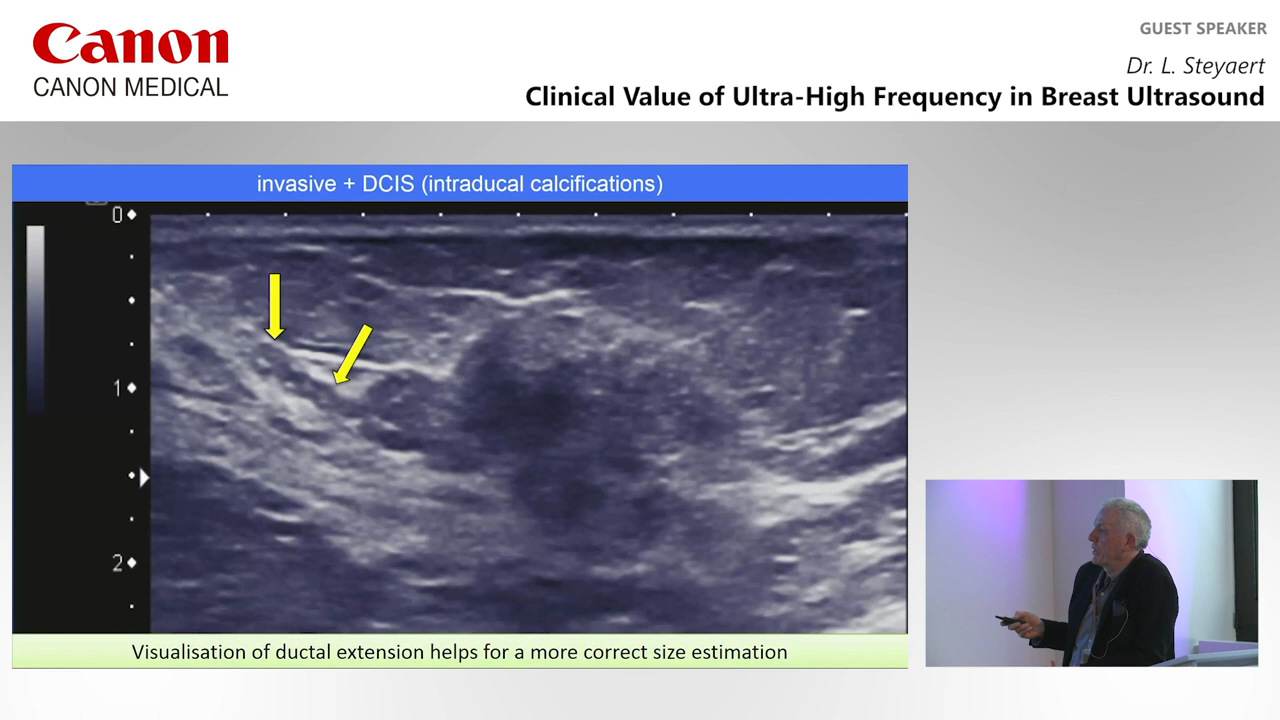 Canon
CANON MEDICAL
GUEST SPEAKER
Dr. L. Steyaert
Clinical Value of Ultra-High Frequency in Breast Ultrasound
invasive + DCIS (intraducal calcifications)
0
1
2
Visualisation of ductal extension helps for a more correct size estimation